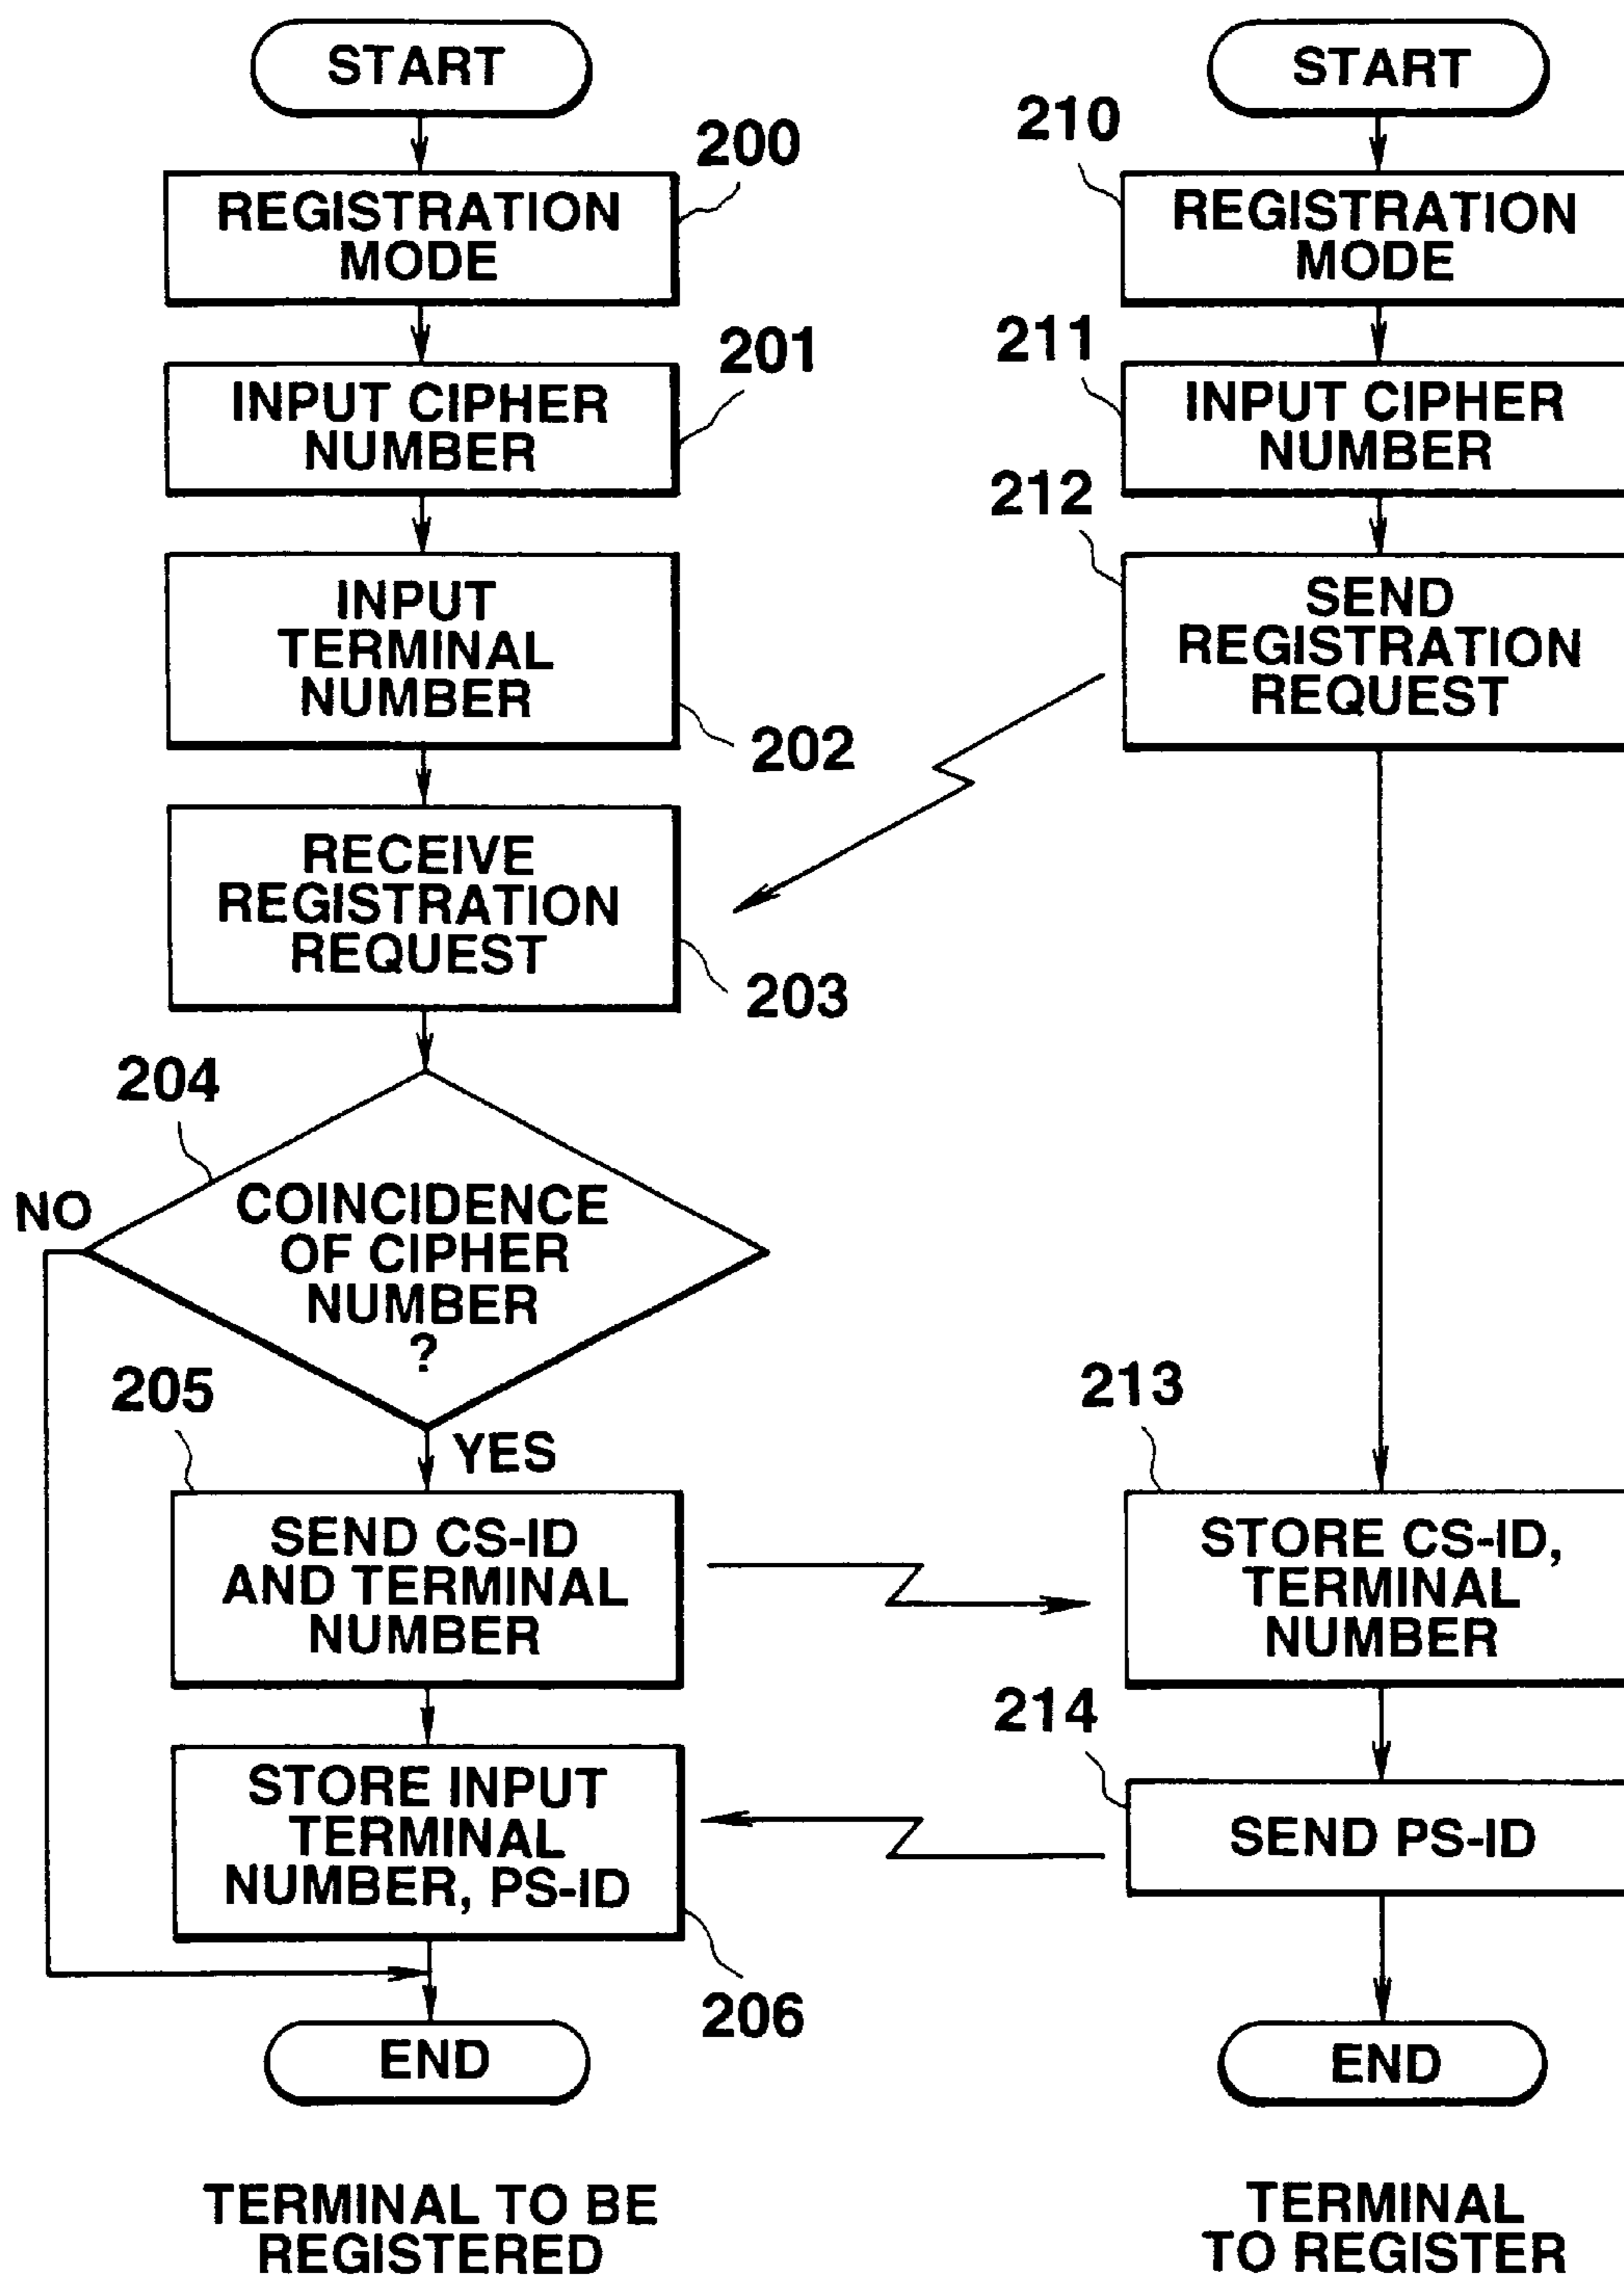 START
200
REGISTRATION
MODE
201
INPUT CIPHER
NUMBER
INPUT
TERMINAL
NUMBER
202
RECEIVE
REGISTRATION
REQUEST
203
204
NO
COINCIDENCE
OF CIPHER
NUMBER
?
YES
205
SEND CS-ID
AND TERMINAL
NUMBER
STORE INPUT
TERMINAL
NUMBER, PS-ID
206
END
TERMINAL TO BE
REGISTERED
START
210
REGISTRATION
MODE
211
INPUT CIPHER
NUMBER
212
SEND
REGISTRATION
REQUEST
213
STORE CS-ID,
TERMINAL
NUMBER
214
SEND PS-ID
END
TERMINAL
TO REGISTER